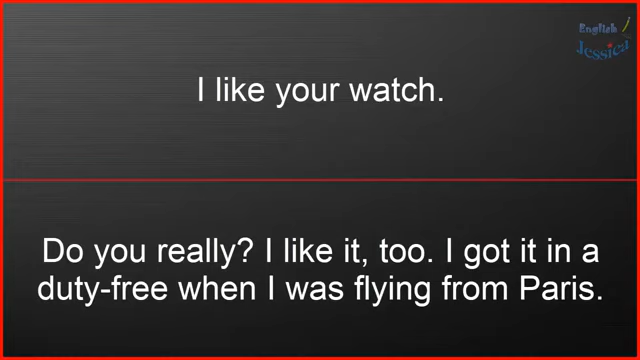 English
Jessica
I like your watch.
Do you really? I like it, too. I got it in a
duty-free when I was flying from Paris.